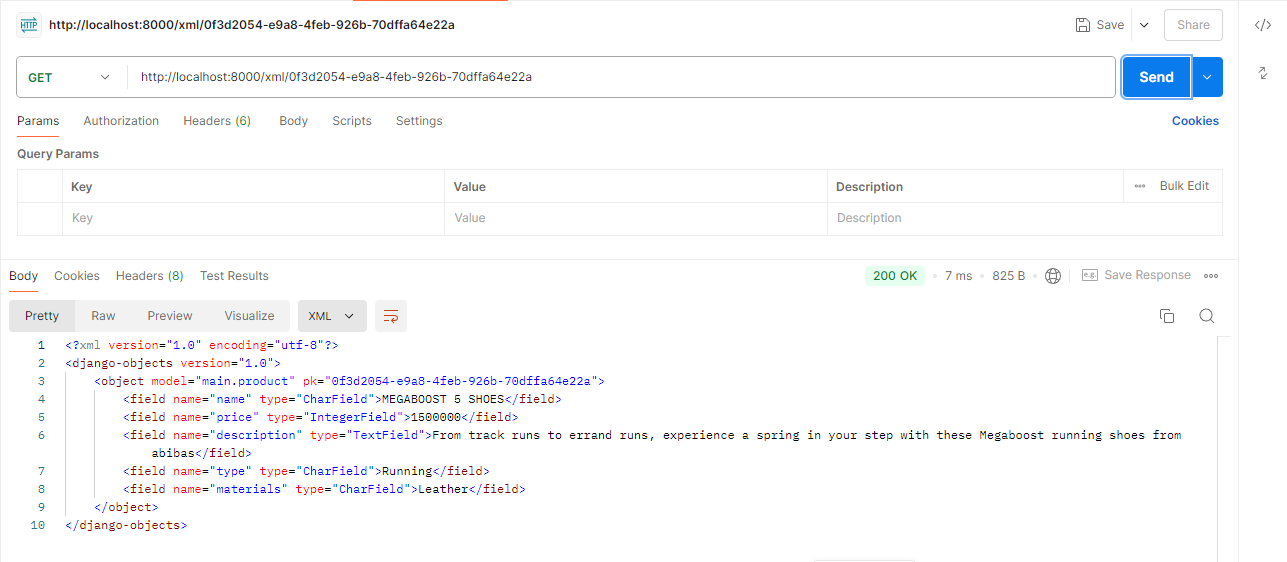 HTTP http://localhost:8000/xml/0f3d2054-e9a8-4feb-926b-70dffa64e22a Save Share </>
GET http://localhost:8000/xml/0f3d2054-e9a8-4feb-926b-70dffa64e22a Send
Params Authorization Headers (6) Body Scripts Settings Cookies
Query Params
Key Value Description Bulk Edit
Key Value Description
Body Cookies Headers (8) Test Results 200 OK 7 ms 825 B e.g. Save Response
Pretty Raw Preview Visualize XML
1 <?xml version="1.0" encoding="utf-8"?>
2 <django-objects version="1.0">
3 <object model="main.product" pk="0f3d2054-e9a8-4feb-926b-70dffa64e22a">
4 <field name="name" type="CharField">MEGABOOST 5 SHOES</field>
5 <field name="price" type="IntegerField">1500000</field>
6 <field name="description" type="TextField">From track runs to errand runs, experience a spring in your step with these Megaboost running shoes from
abibas</field>
7 <field name="type" type="CharField">Running</field>
8 <field name="materials" type="CharField">Leather</field>
9 </object>
10 </django-objects>